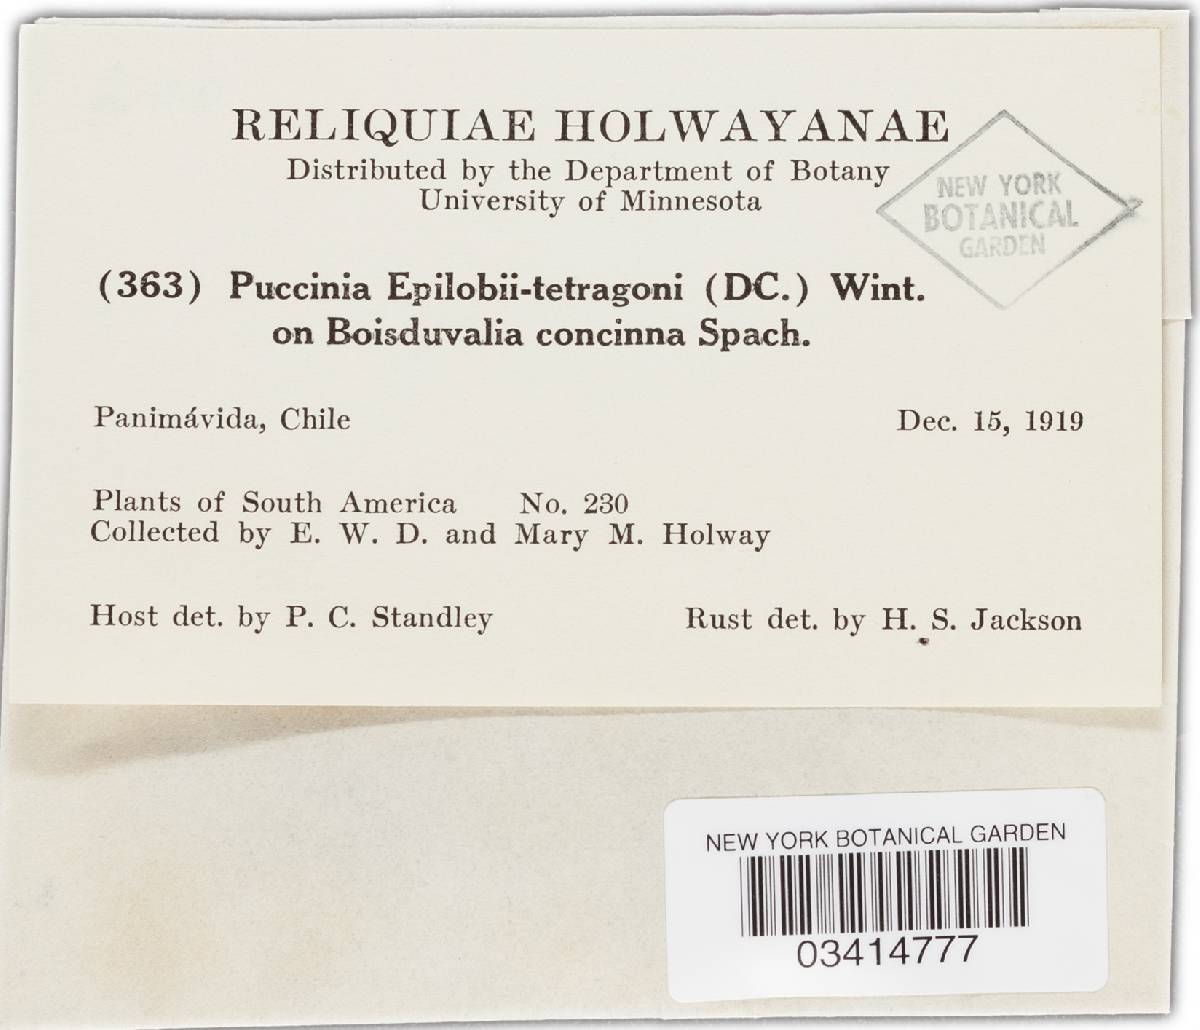 RELIQUIAE HOLWAYANAE
Distributed by the Department of Botany
University of Minnesota
NEW YORK
BOTANICAL
GARDEN
(363) Puccinia Epilobii-tetragoni (DC.) Wint.
on Boisduvalia concinna Spach.
Panimávida, Chile Dec. 15, 1919
Plants of South America No. 230
Collected by E. W. D. and Mary M. Holway
Host det. by P. C. Standley Rust det. by H. S. Jackson
NEW YORK BOTANICAL GARDEN
03414777